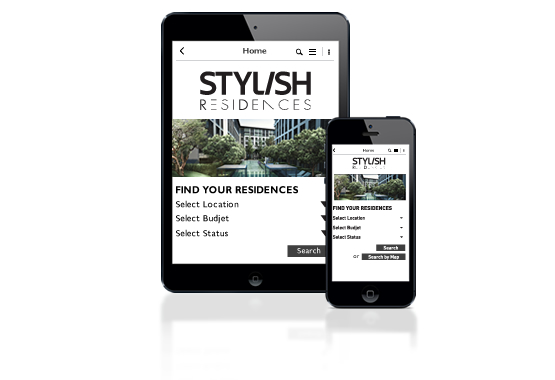 Home
STYLISH
RESIDENCES
FIND YOUR RESIDENCES
Select Location
Select Budjet
Select Status
Search
Home
STYLISH
RESIDENCES
FIND YOUR RESIDENCES
Select Location
Select Budjet
Select Status
Search
or Search by Map